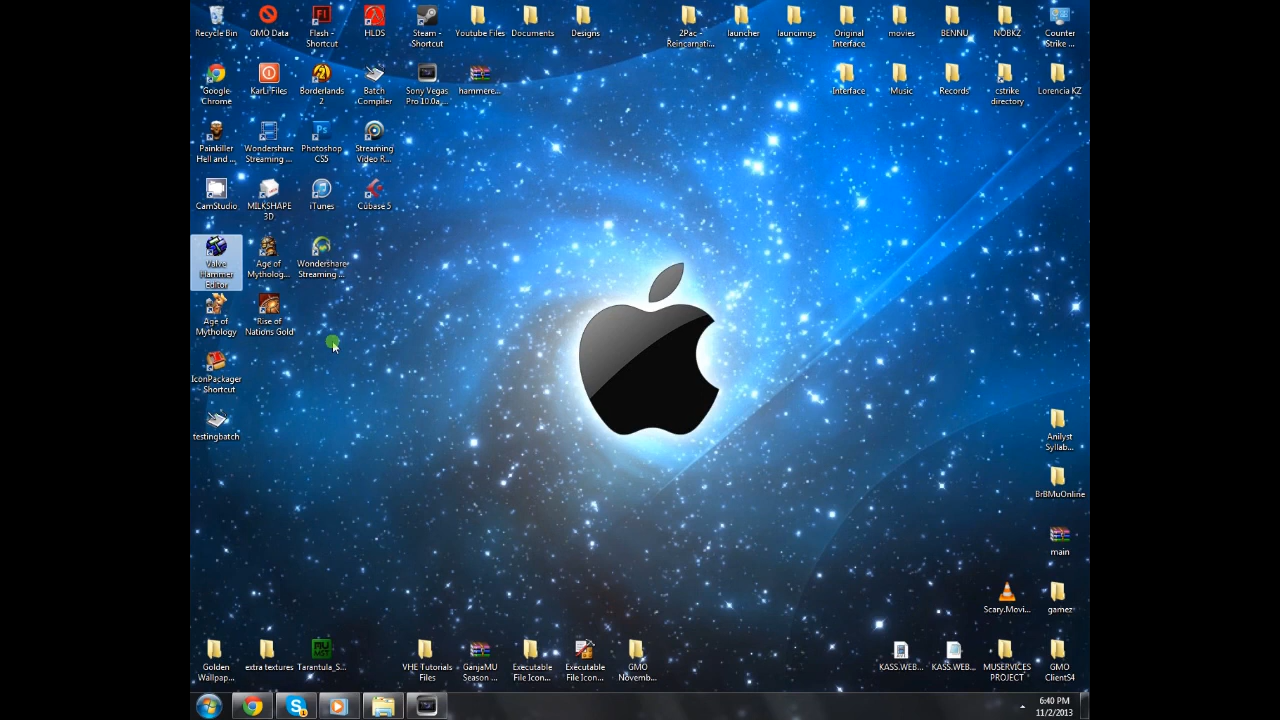 Recycle Bin
GMO Data
Flash -
Shortcut
HLDS
Steam -
Shortcut
Youtube Files
Documents
Designs
2Pac -
Reincarnati...
launcher
launcimgs
Original
Interface
movies
BENNU
NOBKZ
Counter
Strike ...
Google
Chrome
KarLi Files
Borderlands
2
Batch
Compiler
Sony Vegas
Pro 10.0a...
hammere...
Interface
Music
Records
cstrike
directory
Lorencia KZ
Painkiller
Hell and ...
Wondershare
Streaming ...
Photoshop
CS5
Streaming
Video R...
CamStudio
MILKSHAPE
3D
iTunes
Cubase 5
Valve
Hammer
Editor
Age of
Mytholog...
Wondershare
Streaming ...
Age of
Mythology
Rise of
Nations Gold
IconPackager
- Shortcut
testingbatch
Anilyst
Syllab...
BrBMuOnline
main
Scary.Movi...
gamez
Golden
Wallpap...
extra textures
Tarantula_S...
VHE Tutorials
Files
GanjaMU
Season ...
Executable
File Icon...
Executable
File Icon...
GMO
Novemb...
KASS.WEB...
KASS.WEB...
MUSERVICES
PROJECT
GMO
ClientS4
6:40 PM
11/2/2013